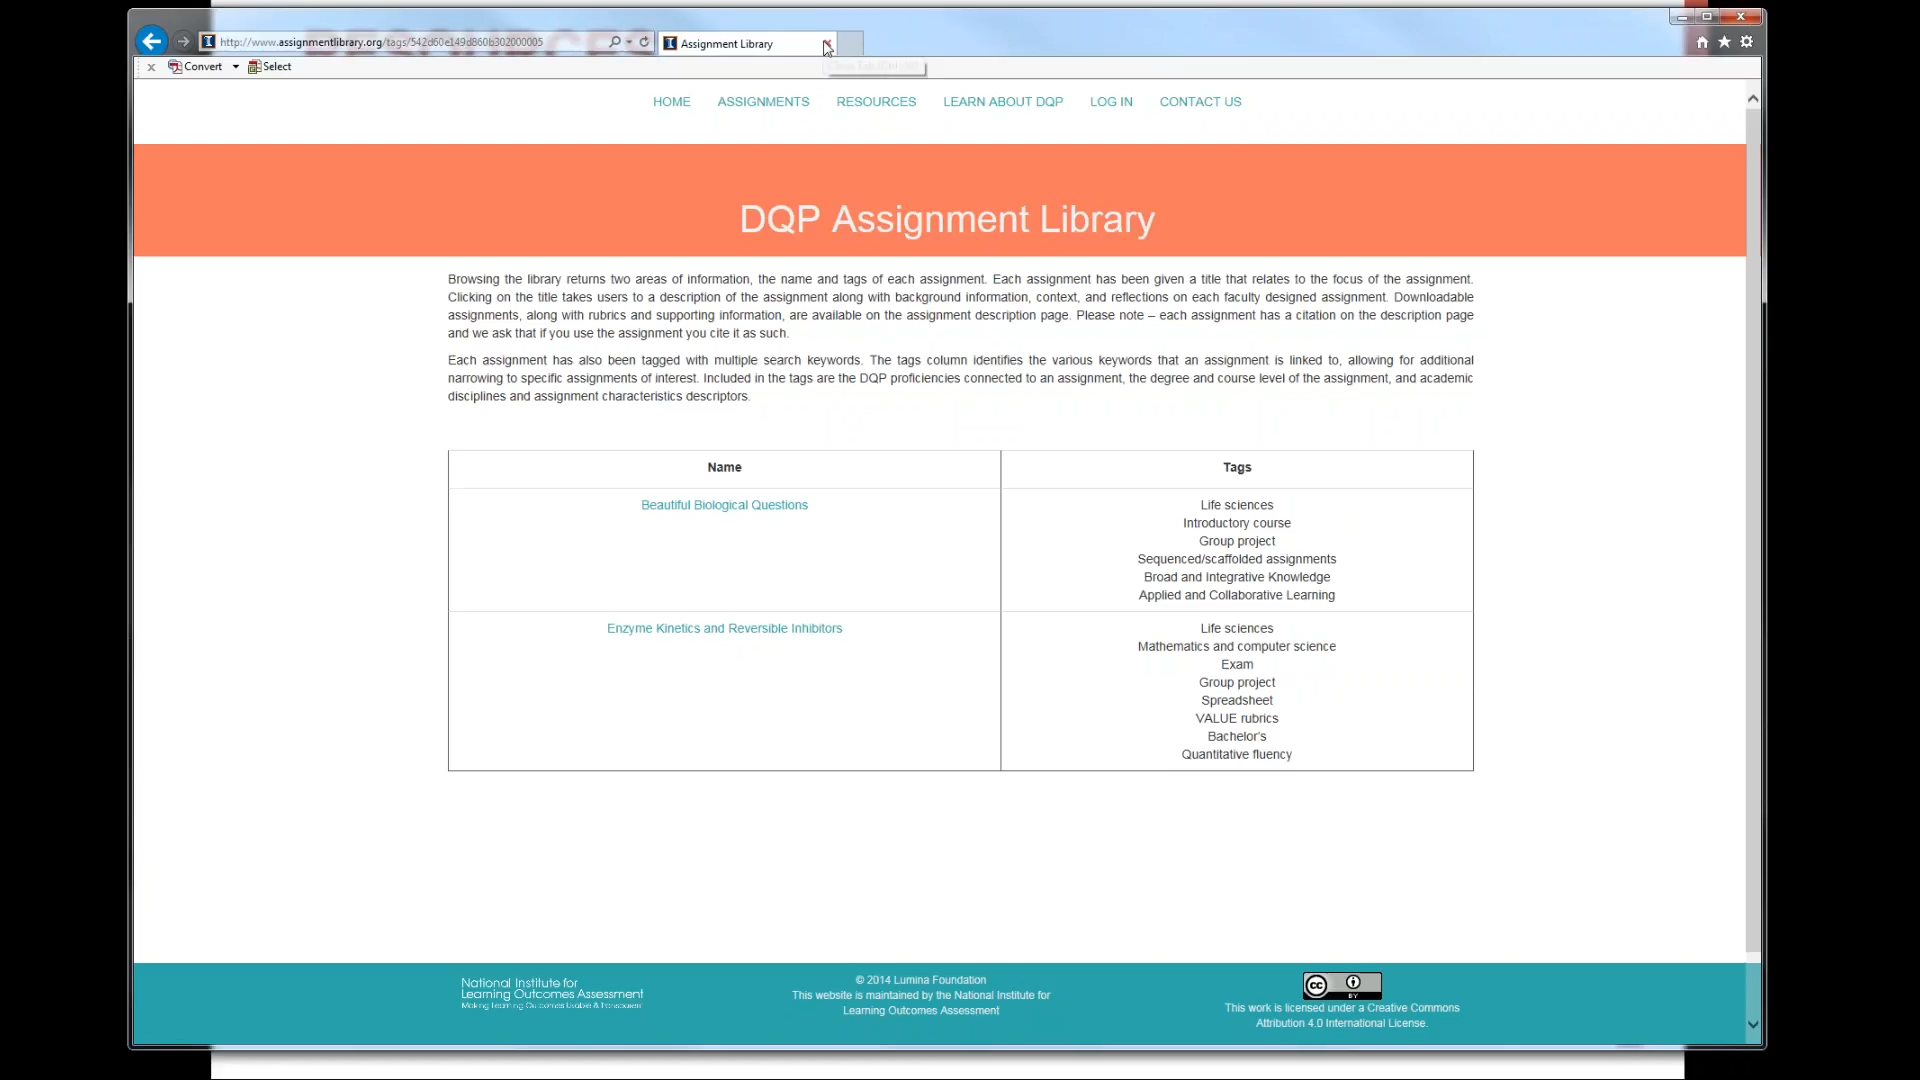 http://www.assignmentlibrary.org/tags/542d60e149d860b302000005
Assignment Library
Convert
Select
HOME ASSIGNMENTS RESOURCES LEARN ABOUT DQP LOG IN CONTACT US
DQP Assignment Library
Browsing the library returns two areas of information, the name and tags of each assignment. Each assignment has been given a title that relates to the focus of the assignment.
Clicking on the title takes users to a description of the assignment along with background information, context, and reflections on each faculty designed assignment. Downloadable
assignments, along with rubrics and supporting information, are available on the assignment description page. Please note – each assignment has a citation on the description page
and we ask that if you use the assignment you cite it as such.
Each assignment has also been tagged with multiple search keywords. The tags column identifies the various keywords that an assignment is linked to, allowing for additional
narrowing to specific assignments of interest. Included in the tags are the DQP proficiencies connected to an assignment, the degree and course level of the assignment, and academic
disciplines and assignment characteristics descriptors.
Name Tags
Beautiful Biological Questions
Life sciences
Introductory course
Group project
Sequenced/scaffolded assignments
Broad and Integrative Knowledge
Applied and Collaborative Learning
Enzyme Kinetics and Reversible Inhibitors
Life sciences
Mathematics and computer science
Exam
Group project
Spreadsheet
VALUE rubrics
Bachelor's
Quantitative fluency
National Institute for
Learning Outcomes Assessment
Making Learning Outcomes Usable & Transparent
© 2014 Lumina Foundation
This website is maintained by the National Institute for
Learning Outcomes Assessment
CC BY
This work is licensed under a Creative Commons
Attribution 4.0 International License.